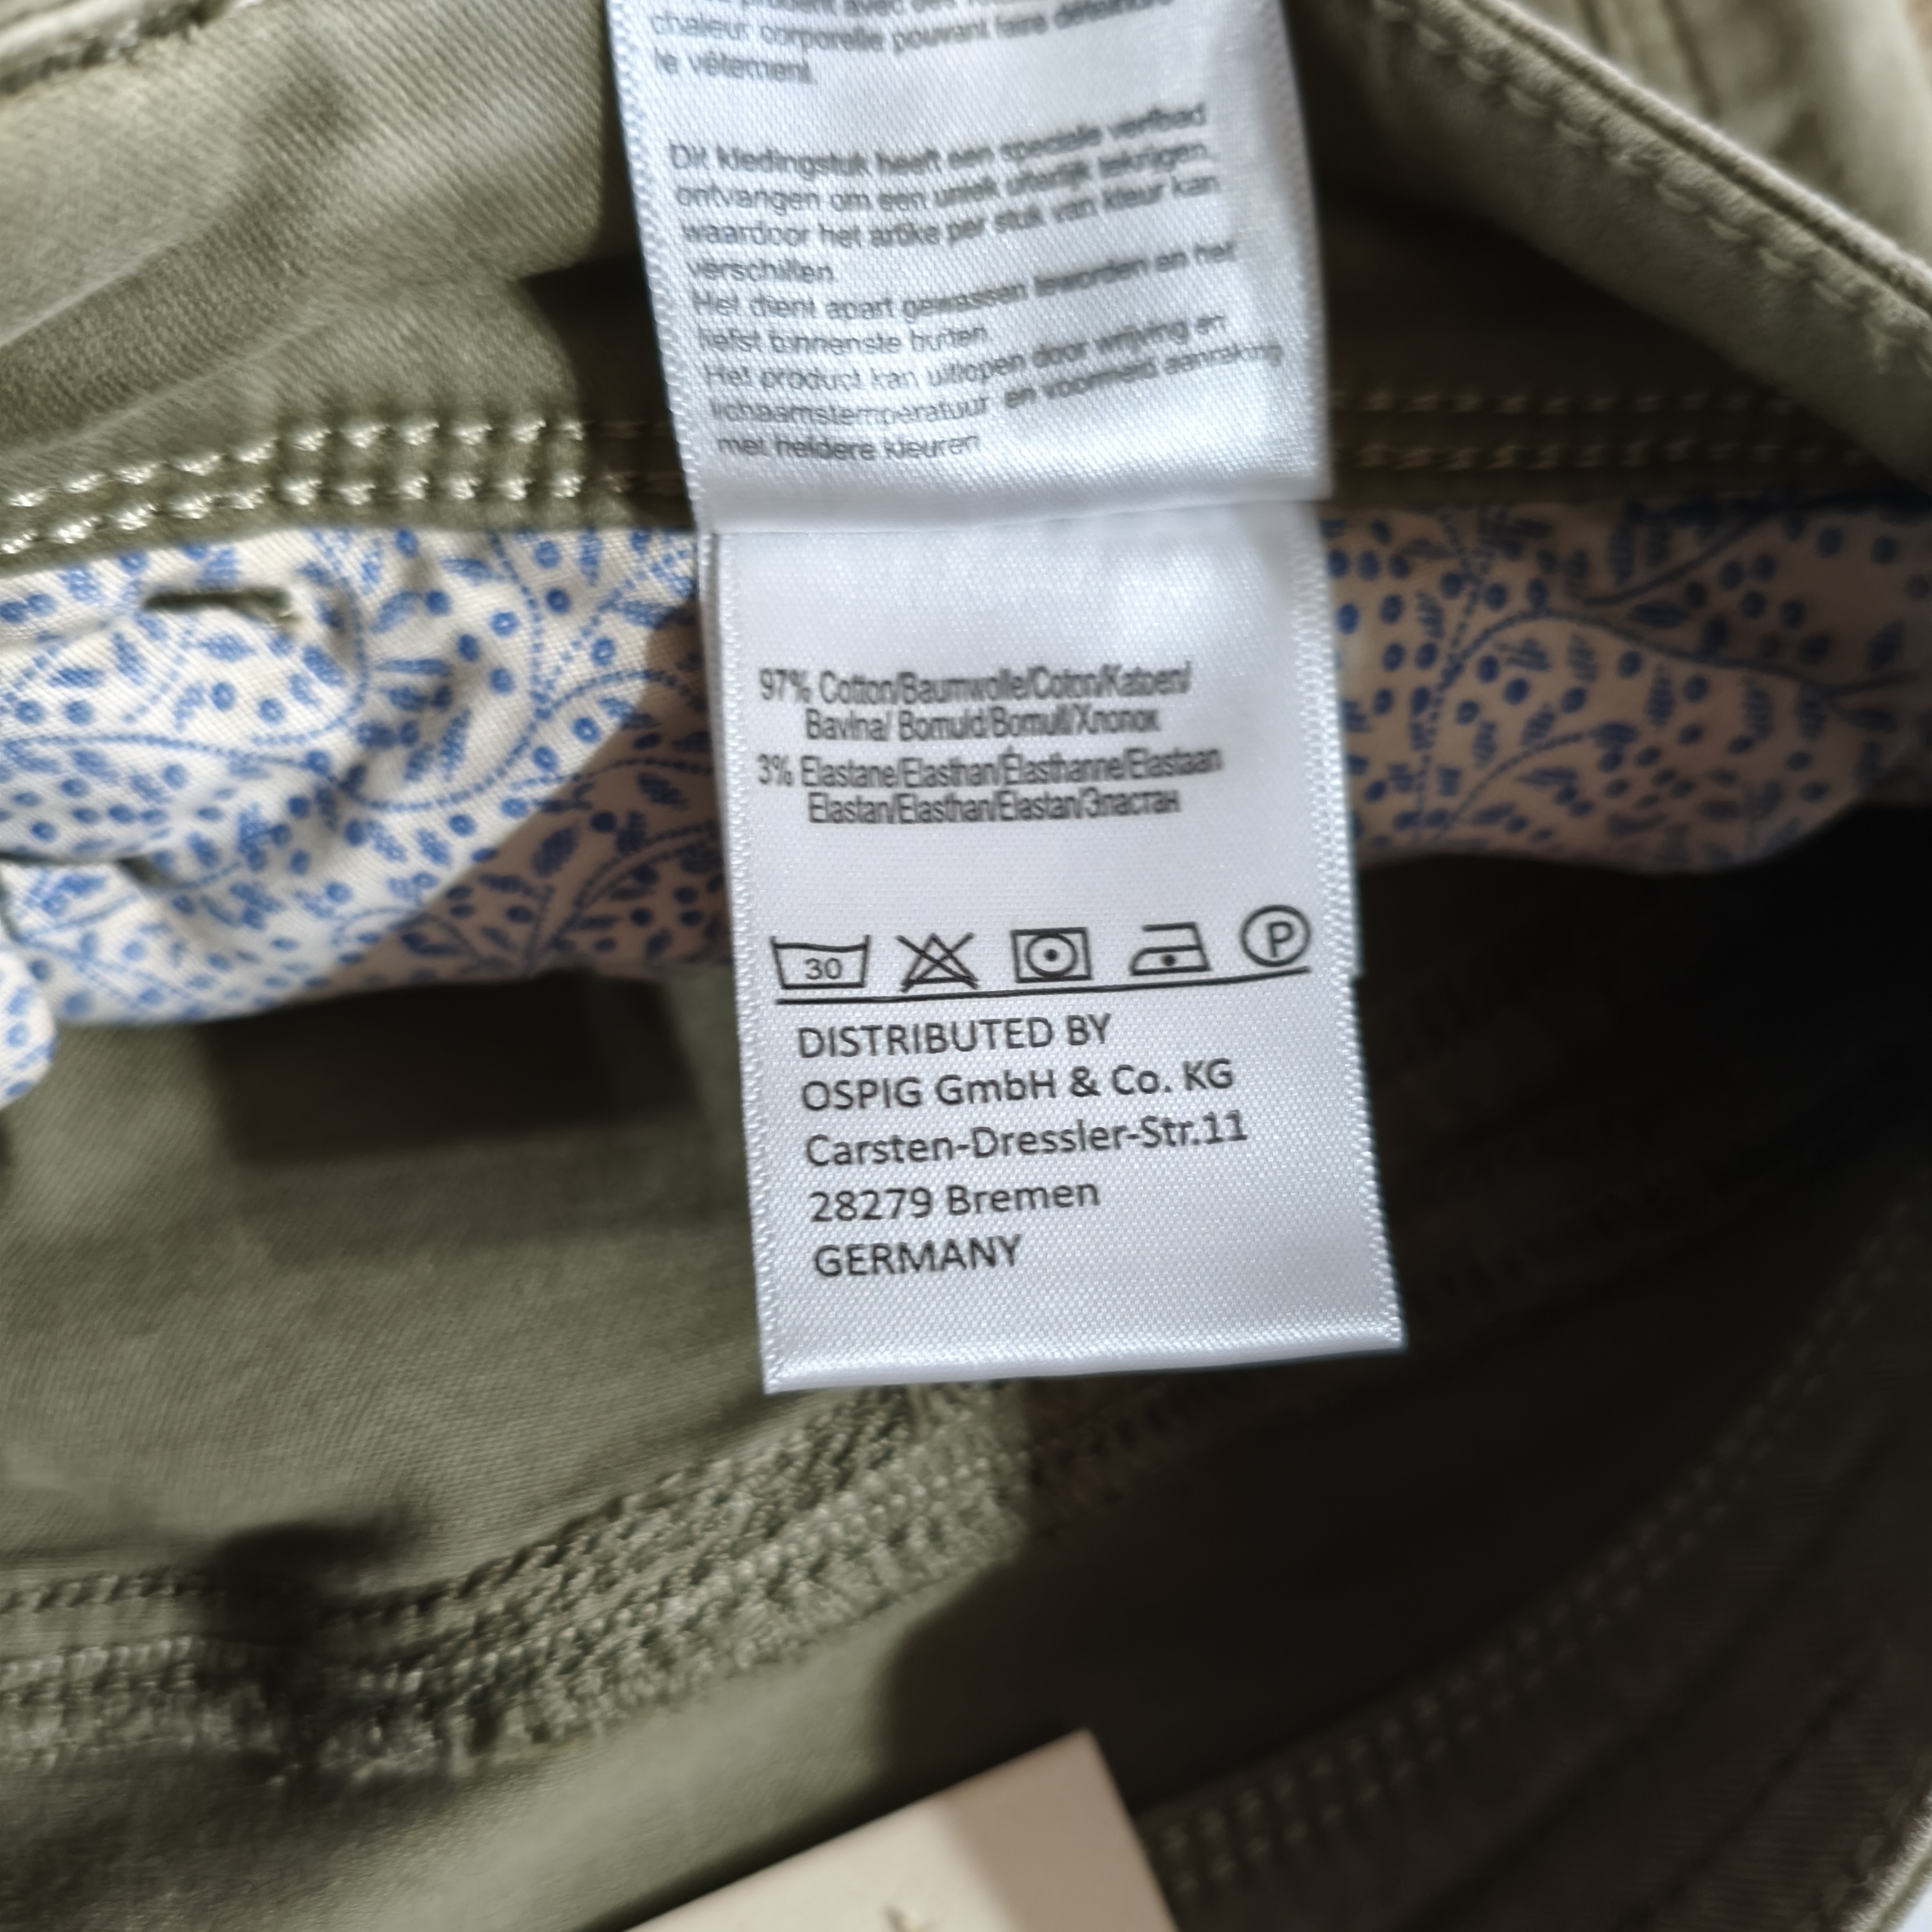 chaleur corporelle pouvant faire déteindre
le vêtement.
Dit kledingstuk heeft een speciale verfbad
ontvangen om een uniek uiterlijk tekrijgen,
waardoor het artike per stuk van kleur kan
verschillen.
Het dient apart gewassen teworden en het
liefst binnenste buiten.
Het product kan uitlopen door wrijving en
lichaamstemperatuur en voormeld aanraking
met heldere kleuren
97% Cotton/Baumwolle/Coton/Katoen/
Bavlna/ Bomuld/Bomull/Хлопок
3% Elastane/Elasthan/Élasthanne/Elastaan
Elastan/Elasthan/Elastan/Эластан
30
P
DISTRIBUTED BY
OSPIG GmbH & Co. KG
Carsten-Dressler-Str.11
28279 Bremen
GERMANY